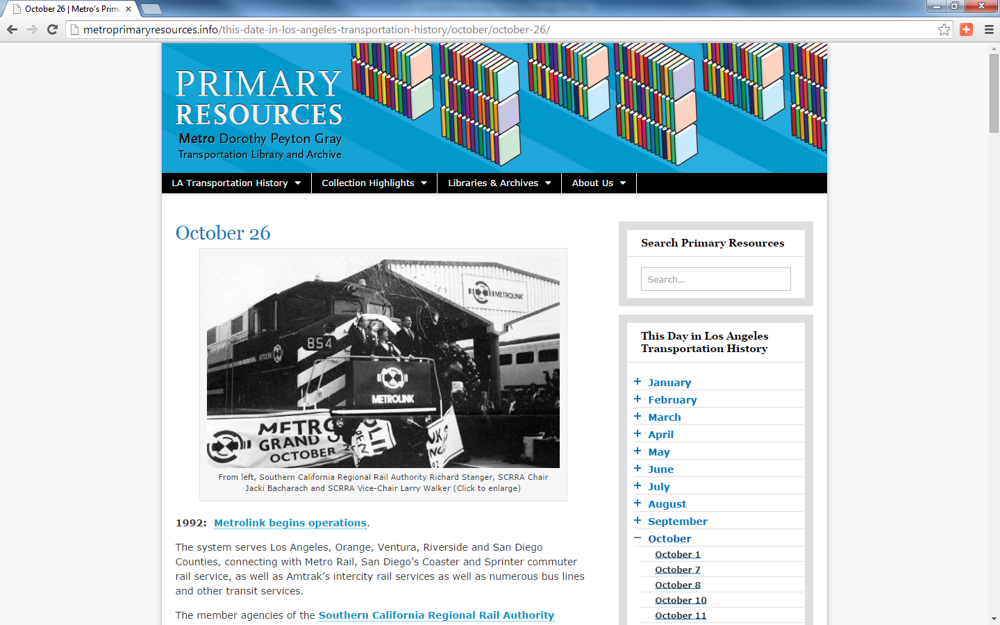 October 26 | Metro's Prim
metroprimaryresources.info/this-date-in-los-angeles-transportation-history/october/october-26/
PRIMARY
RESOURCES
Metro Dorothy Peyton Gray
Transportation Library and Archive
LA Transportation History
Collection Highlights
Libraries & Archives
About Us
October 26
METROLINK
854
METROLINK
METROLINK
METRO
GRAND O
OCTOBER 2
From left, Southern California Regional Rail Authority Richard Stanger, SCRRA Chair
Jacki Bacharach and SCRRA Vice-Chair Larry Walker (Click to enlarge)
1992: Metrolink begins operations.
The system serves Los Angeles, Orange, Ventura, Riverside and San Diego
Counties, connecting with Metro Rail, San Diego’s Coaster and Sprinter commuter
rail service, as well as Amtrak’s intercity rail services as well as numerous bus lines
and other transit services.
The member agencies of the Southern California Regional Rail Authority
Search Primary Resources
Search...
This Day in Los Angeles
Transportation History
January
February
March
April
May
June
July
August
September
October
October 1
October 7
October 8
October 10
October 11